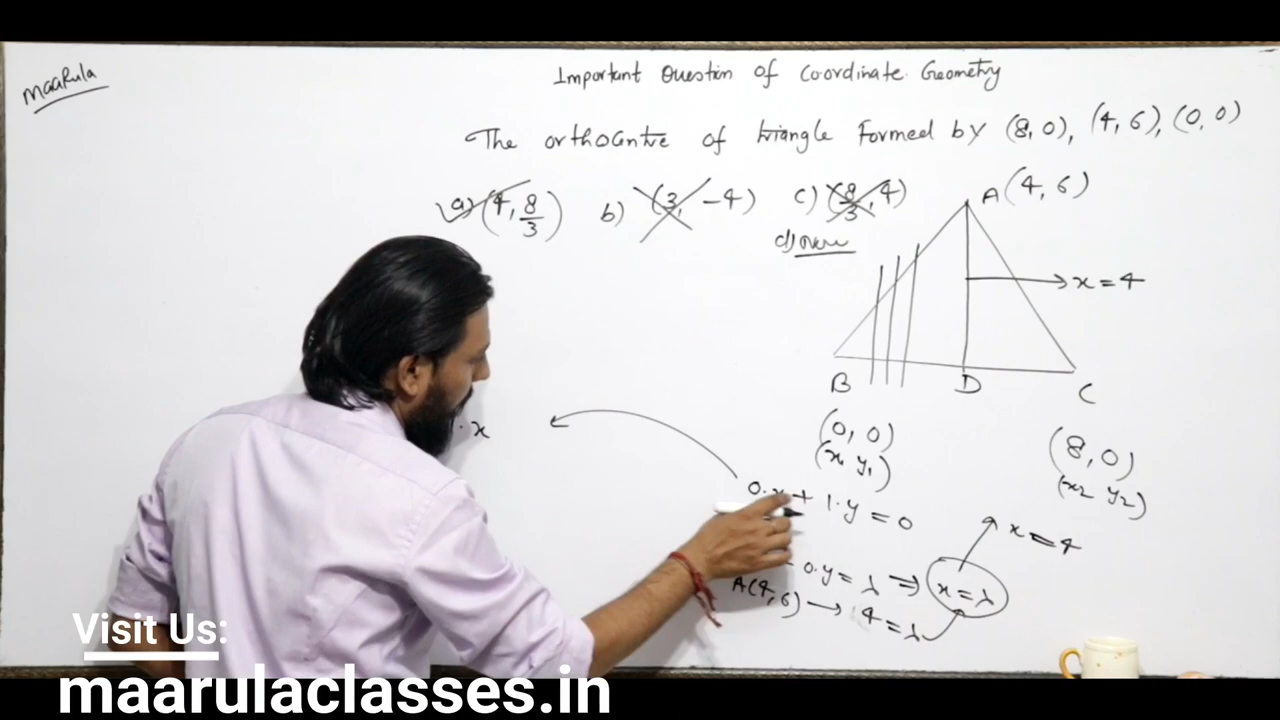 MaaRula
Important Question of Co-ordinate Geometry
The orthocentre of triangle Formed by (8, 0), (4, 6), (0, 0)
a) (4, 8/3) b) (3, -4) c) (8/3, 4)
d) None
A (4, 6)
x = 4
B D C
(0, 0) (8, 0)
(x1 y1) (x2 y2)
· x
0·x + 1·y = 0
x = 4
0·y = λ ⇒ x = λ
A(4, 6) → 4 = λ
Visit Us:
maarulaclasses.in